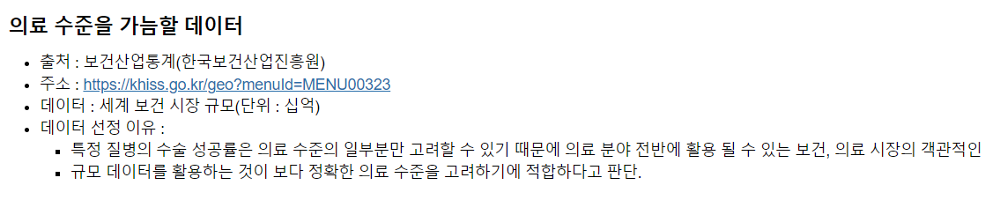 의료 수준을 가늠할 데이터
출처 : 보건산업통계(한국보건산업진흥원)
주소 : https://khiss.go.kr/geo?menuId=MENU00323
데이터 : 세계 보건 시장 규모(단위 : 십억)
데이터 선정 이유 :
특정 질병의 수술 성공률은 의료 수준의 일부분만 고려할 수 있기 때문에 의료 분야 전반에 활용 될 수 있는 보건, 의료 시장의 객관적인
규모 데이터를 활용하는 것이 보다 정확한 의료 수준을 고려하기에 적합하다고 판단.